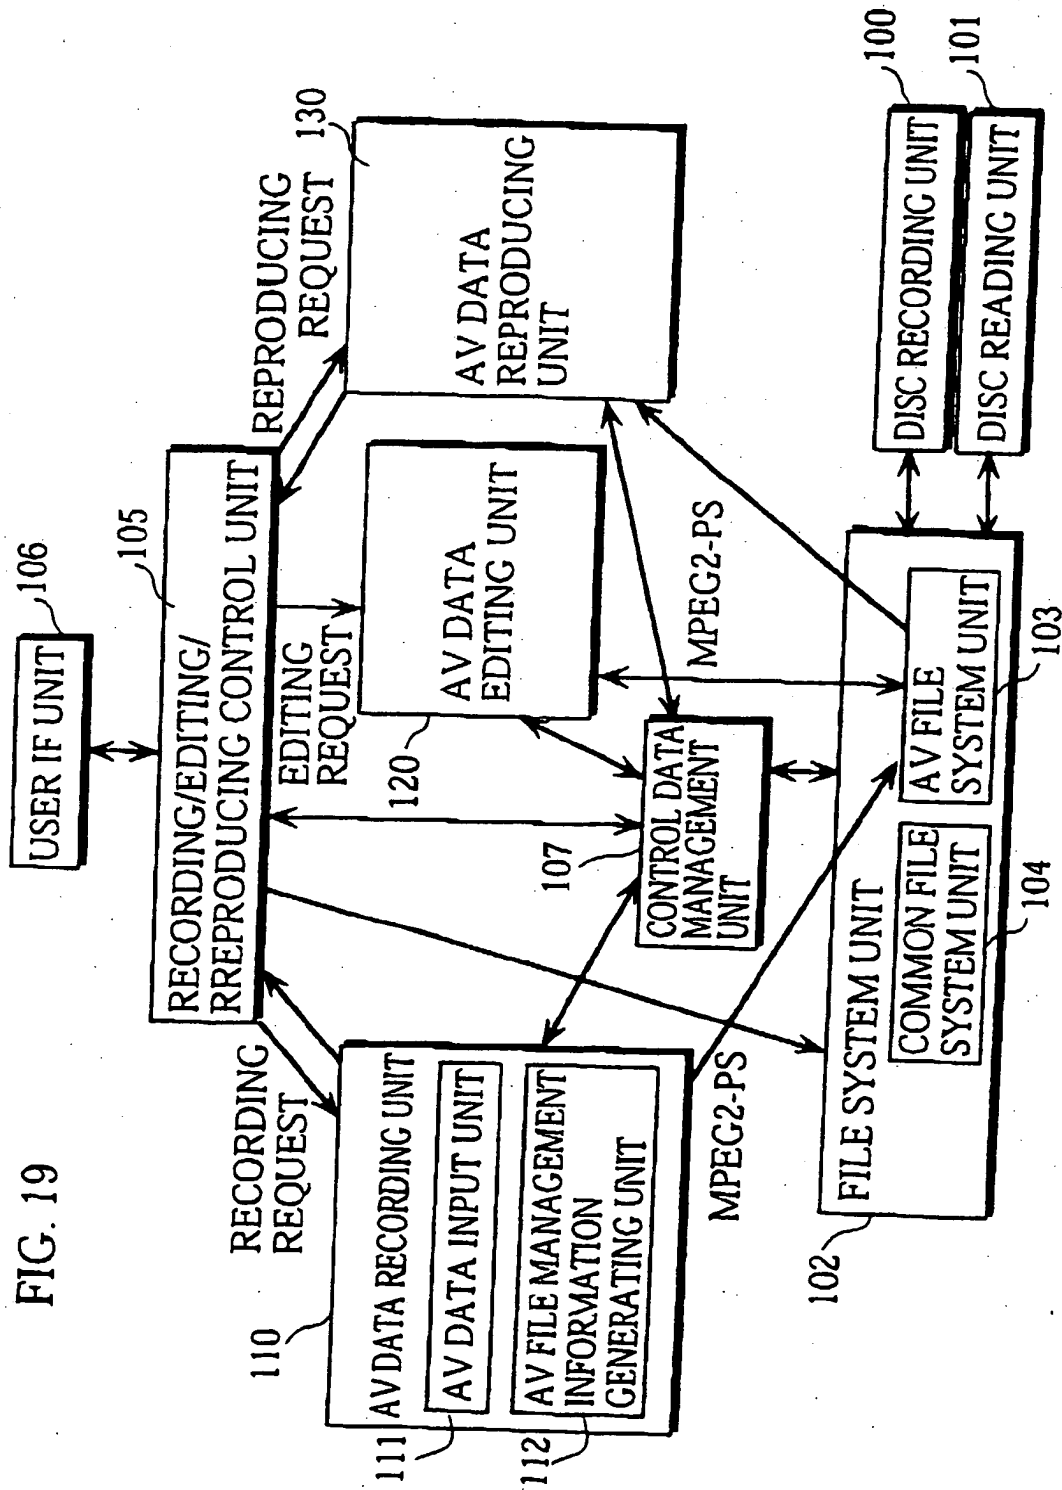 FIG. 19
USER IF UNIT
106
RECORDING/EDITING/
RREPRODUCING CONTROL UNIT
105
RECORDING
REQUEST
EDITING
REQUEST
REPRODUCING
REQUEST
110
AV DATA RECORDING UNIT
111
AV DATA INPUT UNIT
112
AV FILE MANAGEMENT
INFORMATION
GENERATING UNIT
120
AV DATA
EDITING UNIT
130
AV DATA
REPRODUCING
UNIT
107
CONTROL DATA
MANAGEMENT
UNIT
MPEG2-PS
MPEG2-PS
102
FILE SYSTEM UNIT
COMMON FILE
SYSTEM UNIT
104
AV FILE
SYSTEM UNIT
103
DISC RECORDING UNIT
100
DISC READING UNIT
101